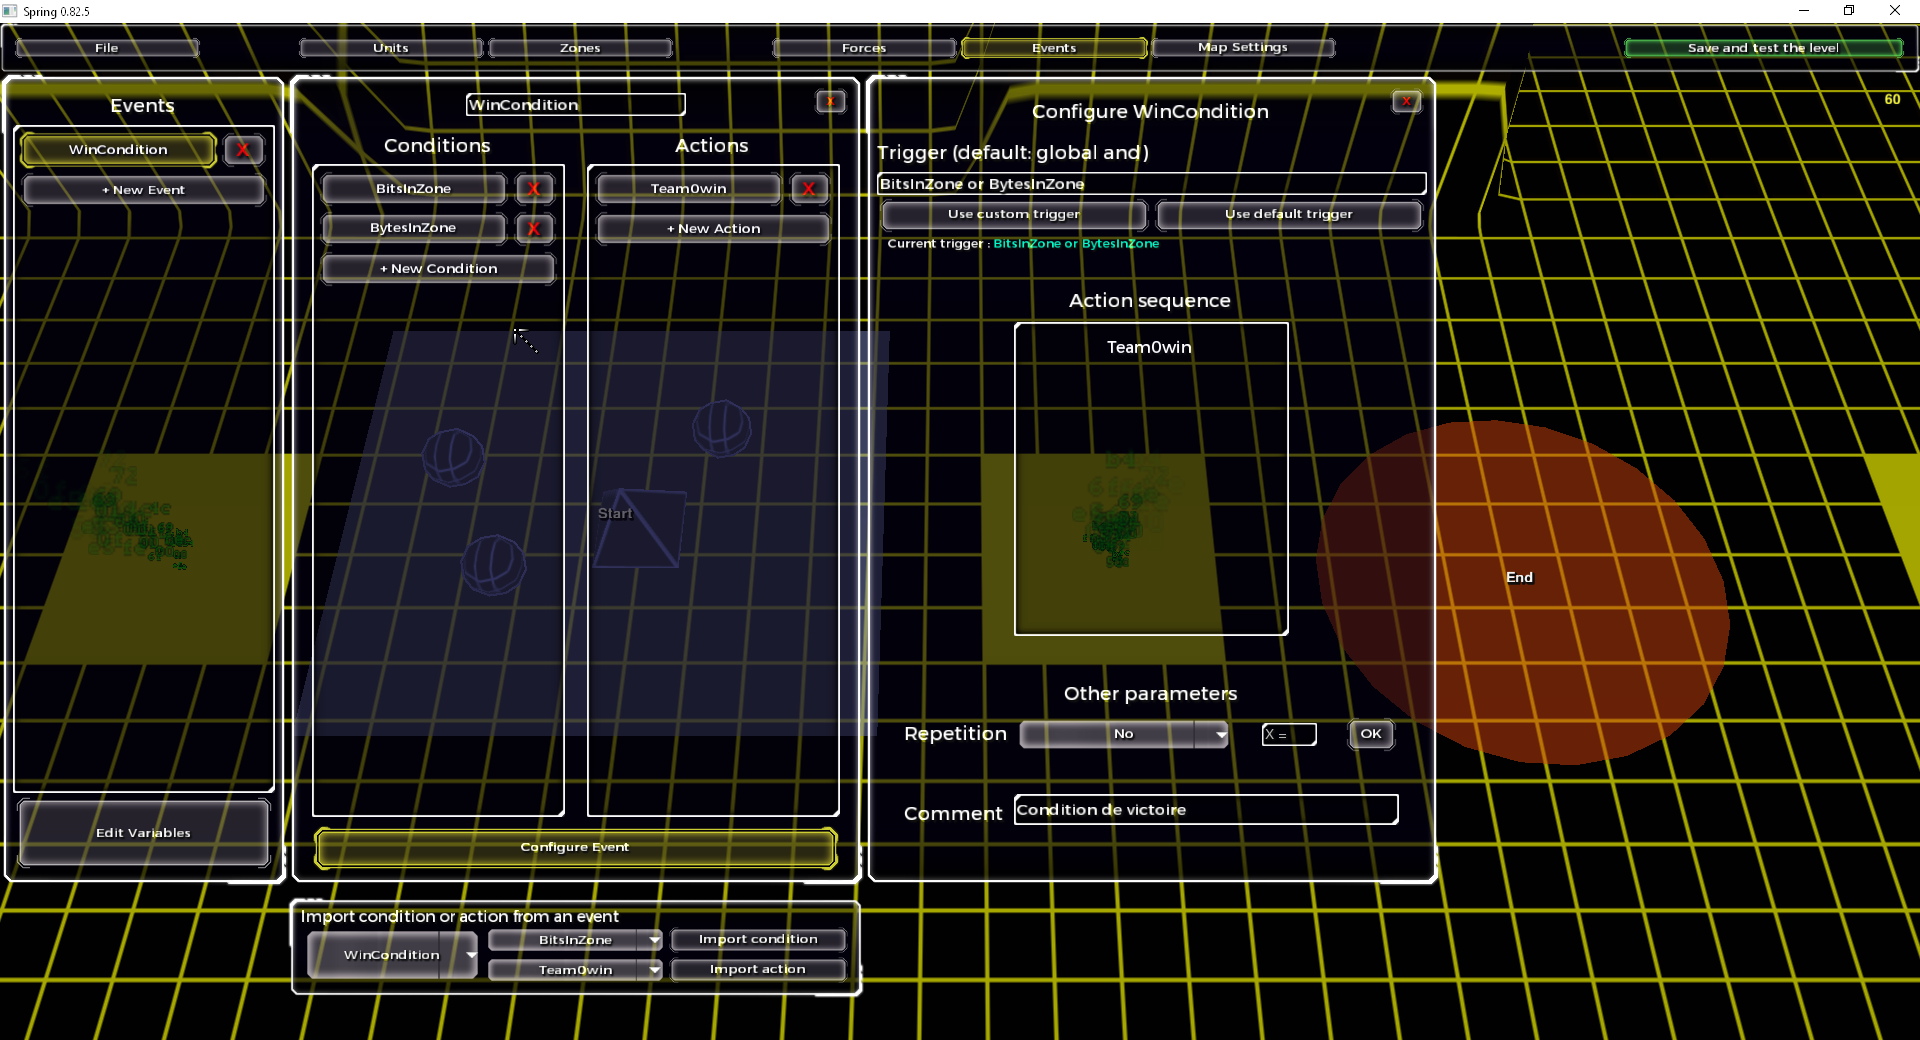 Spring 0.82.5
File
Units
Zones
Forces
Events
Map Settings
Save and test the level
60
Events
WinCondition
X
+ New Event
Edit Variables
WinCondition
x
Conditions
Actions
BitsInZone
X
BytesInZone
X
+ New Condition
Team0win
X
+ New Action
Start
Configure Event
Configure WinCondition
x
Trigger (default: global and)
BitsInZone or BytesInZone
Use custom trigger
Use default trigger
Current trigger : BitsInZone or BytesInZone
Action sequence
Team0win
Other parameters
Repetition
No
X =
OK
Comment
Condition de victoire
End
Import condition or action from an event
WinCondition
BitsInZone
Import condition
Team0win
Import action